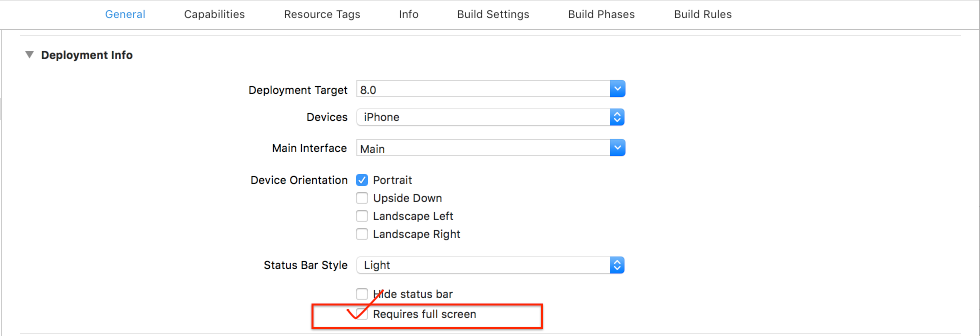 General Capabilities Resource Tags Info Build Settings Build Phases Build Rules
Deployment Info
Deployment Target 8.0
Devices iPhone
Main Interface Main
Device Orientation Portrait
Upside Down
Landscape Left
Landscape Right
Status Bar Style Light
Hide status bar
Requires full screen